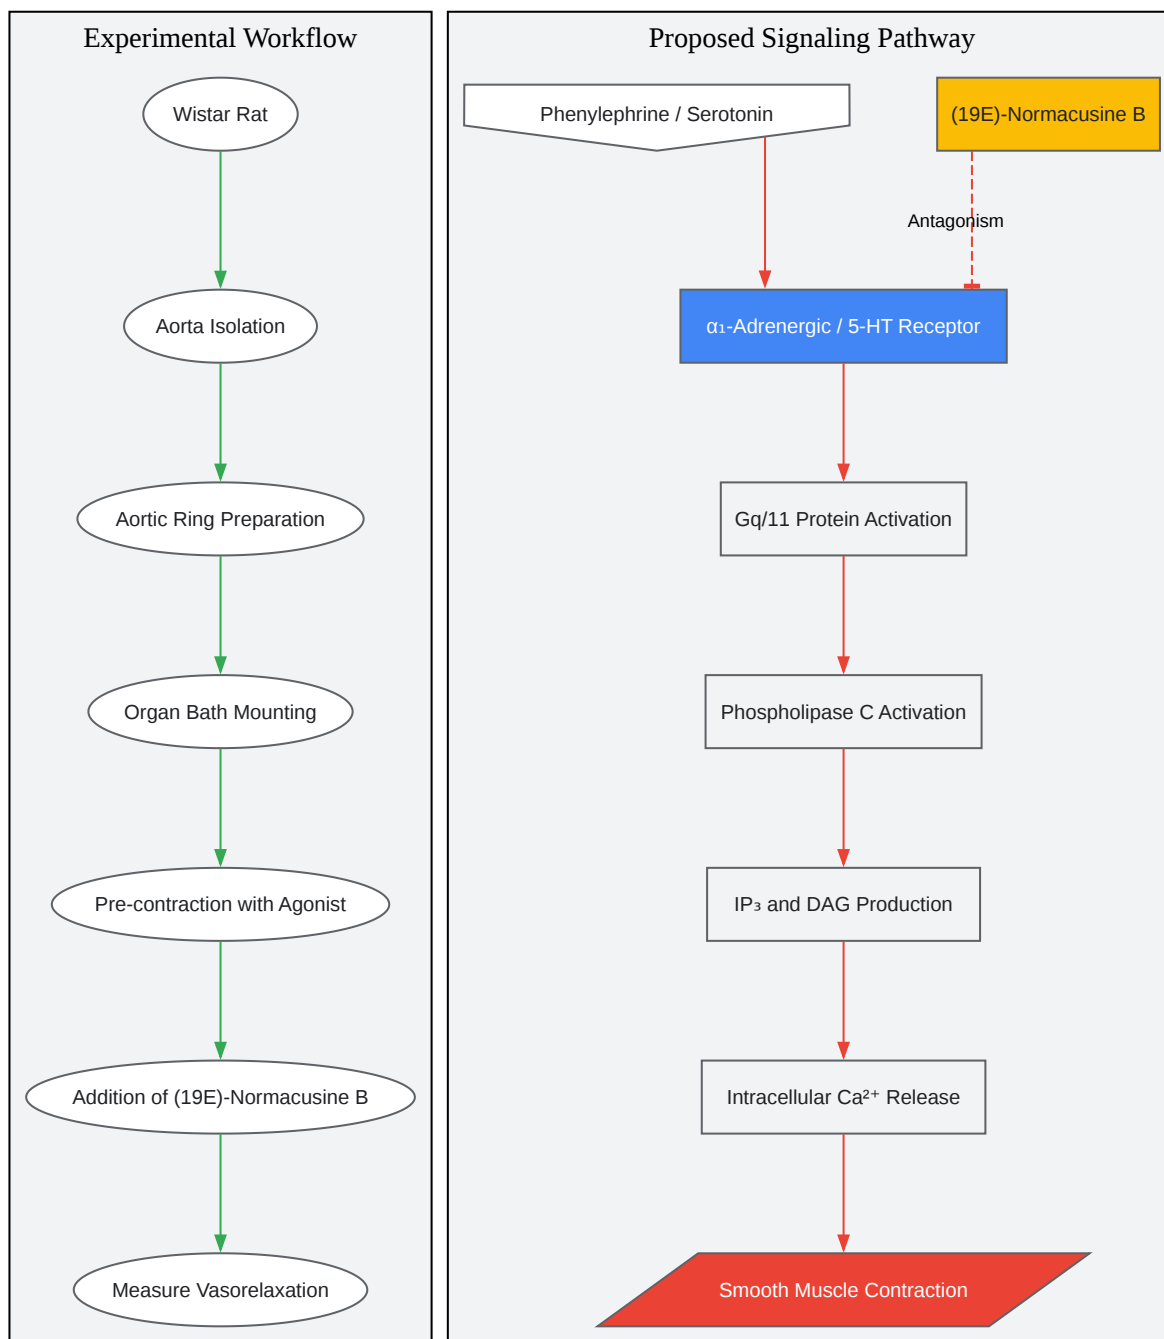 Experimental Workflow
Wistar Rat
Aorta Isolation
Aortic Ring Preparation
Organ Bath Mounting
Pre-contraction with Agonist
Addition of (19E)-Normacusine B
Measure Vasorelaxation
Proposed Signaling Pathway
Phenylephrine / Serotonin
(19E)-Normacusine B
Antagonism
α₁-Adrenergic / 5-HT Receptor
Gq/11 Protein Activation
Phospholipase C Activation
IP₃ and DAG Production
Intracellular Ca²⁺ Release
Smooth Muscle Contraction